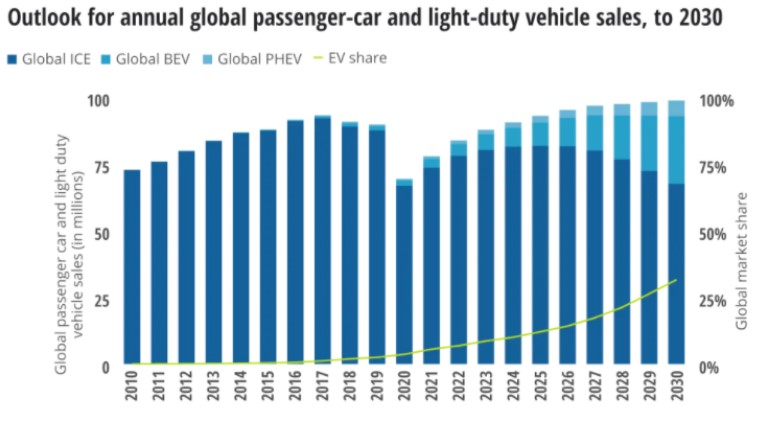 Outlook for annual global passenger-car and light-duty vehicle sales, to 2030
Global ICE Global BEV Global PHEV EV share
Global passenger car and light duty
vehicle sales (in millions)
100
75
50
25
0
100%
75%
50%
25%
0%
Global market share
2010 2011 2012 2013 2014 2015 2016 2017 2018 2019 2020 2021 2022 2023 2024 2025 2026 2027 2028 2029 2030